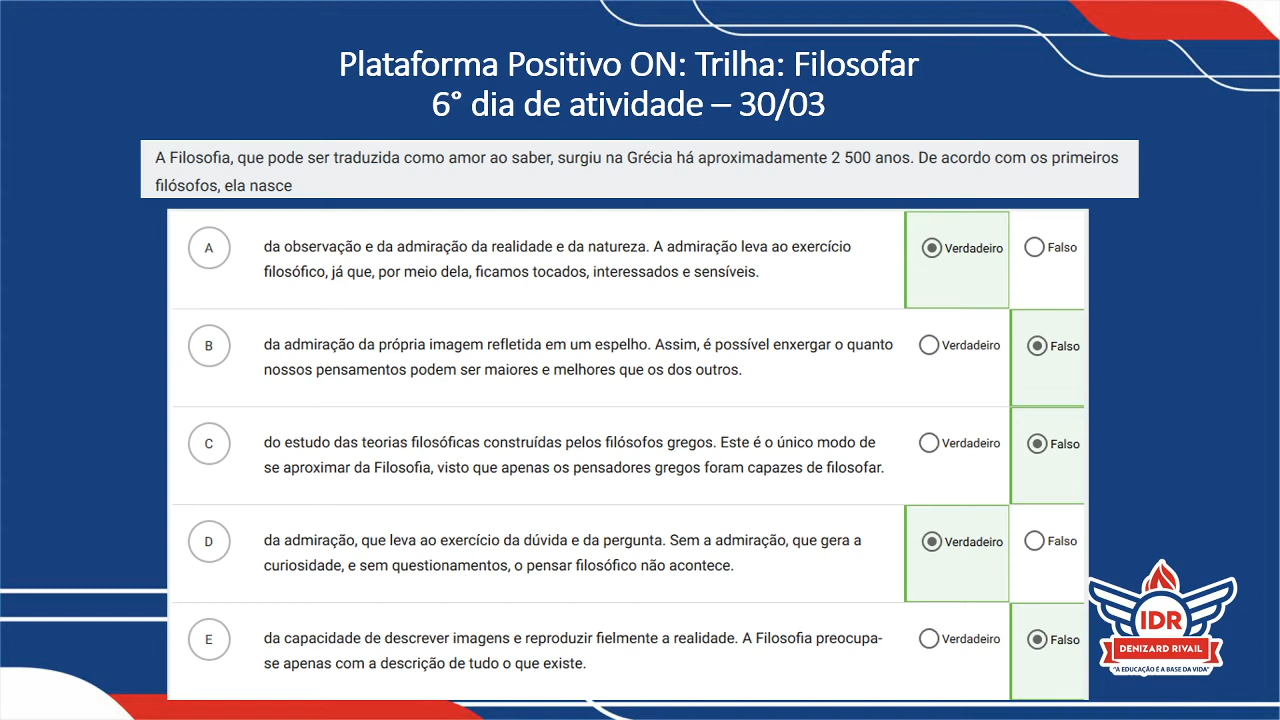 Plataforma Positivo ON: Trilha: Filosofar
6° dia de atividade – 30/03
A Filosofia, que pode ser traduzida como amor ao saber, surgiu na Grécia há aproximadamente 2 500 anos. De acordo com os primeiros
filósofos, ela nasce
A
da observação e da admiração da realidade e da natureza. A admiração leva ao exercício
filosófico, já que, por meio dela, ficamos tocados, interessados e sensíveis.
Verdadeiro Falso
B
da admiração da própria imagem refletida em um espelho. Assim, é possível enxergar o quanto
nossos pensamentos podem ser maiores e melhores que os dos outros.
Verdadeiro Falso
C
do estudo das teorias filosóficas construídas pelos filósofos gregos. Este é o único modo de
se aproximar da Filosofia, visto que apenas os pensadores gregos foram capazes de filosofar.
Verdadeiro Falso
D
da admiração, que leva ao exercício da dúvida e da pergunta. Sem a admiração, que gera a
curiosidade, e sem questionamentos, o pensar filosófico não acontece.
Verdadeiro Falso
E
da capacidade de descrever imagens e reproduzir fielmente a realidade. A Filosofia preocupa-
se apenas com a descrição de tudo o que existe.
Verdadeiro Falso
IDR
DENIZARD RIVAIL
"A EDUCAÇÃO É A BASE DA VIDA"